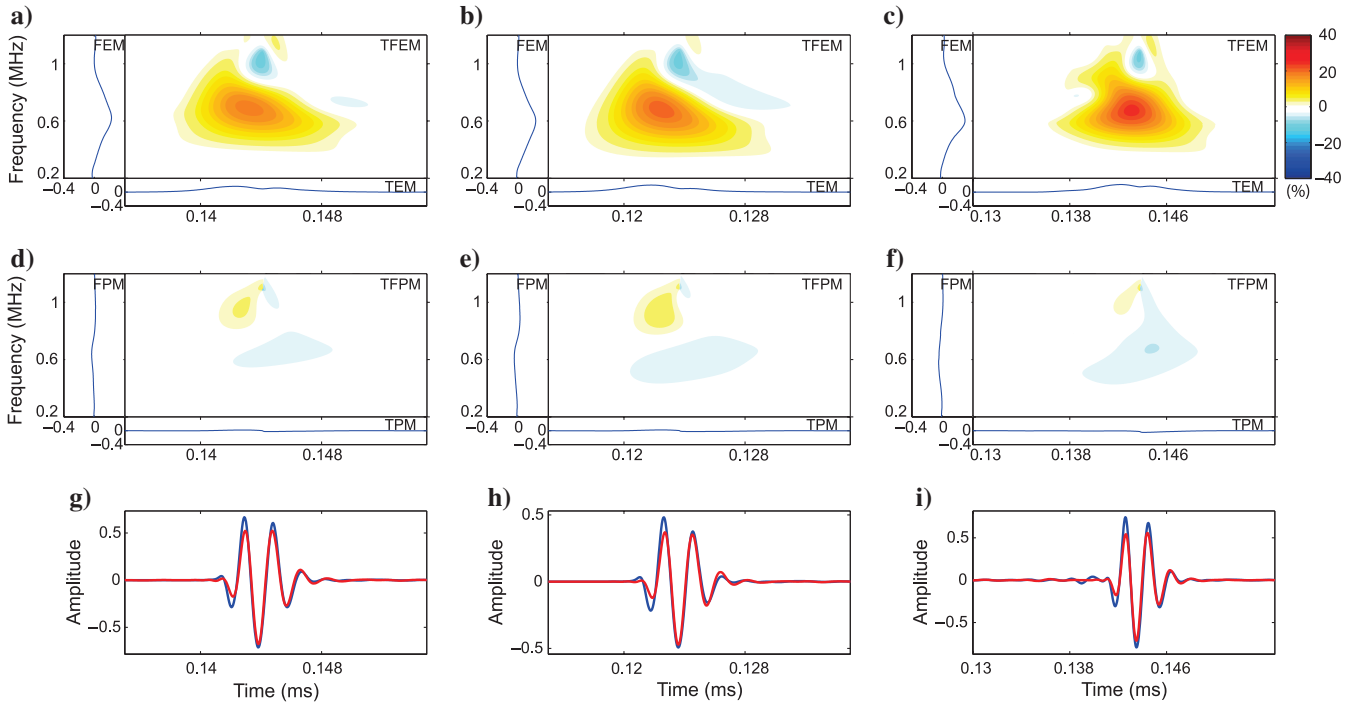 a)
b)
c)
FEM
TFEM
FEM
TFEM
FEM
TFEM
Frequency (MHz)
1
0.6
0.2
1
0.6
0.2
1
0.6
0.2
40
20
0
−20
−40
(%)
−0.4
0
0
−0.4
TEM
−0.4
0
0
−0.4
TEM
−0.4
0
0
−0.4
TEM
0.14
0.148
0.12
0.128
0.13
0.138
0.146
d)
e)
f)
FPM
TFPM
FPM
TFPM
FPM
TFPM
Frequency (MHz)
1
0.6
0.2
1
0.6
0.2
1
0.6
0.2
−0.4
0
0
−0.4
TPM
−0.4
0
0
−0.4
TPM
−0.4
0
0
−0.4
TPM
0.14
0.148
0.12
0.128
0.13
0.138
0.146
g)
h)
i)
Amplitude
0.5
0
−0.5
Amplitude
0.5
0
−0.5
Amplitude
0.5
0
−0.5
0.14
0.148
0.12
0.128
0.13
0.138
0.146
Time (ms)
Time (ms)
Time (ms)